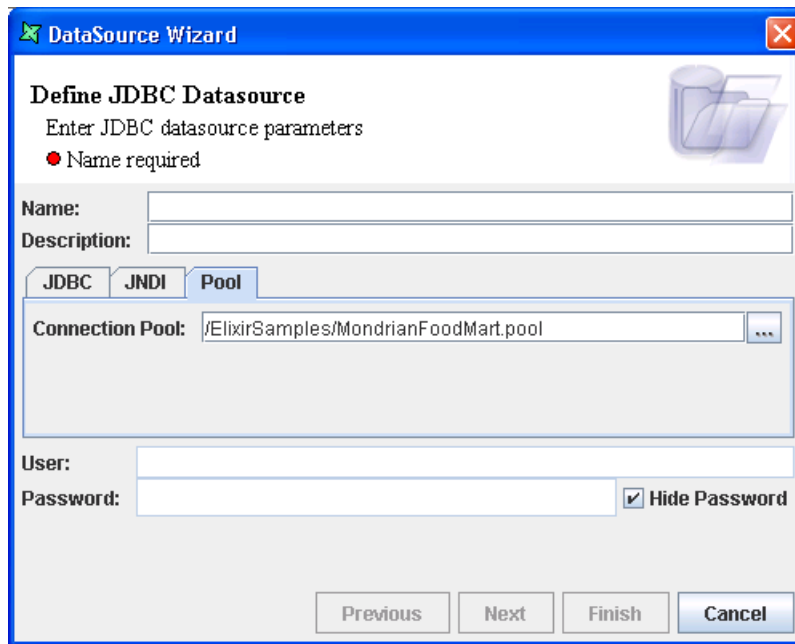 DataSource Wizard
Define JDBC Datasource
Enter JDBC datasource parameters
Name required
Name:
Description:
JDBC JNDI Pool
Connection Pool: /ElixirSamples/MondrianFoodMart.pool ...
User:
Password: Hide Password
Previous Next Finish Cancel